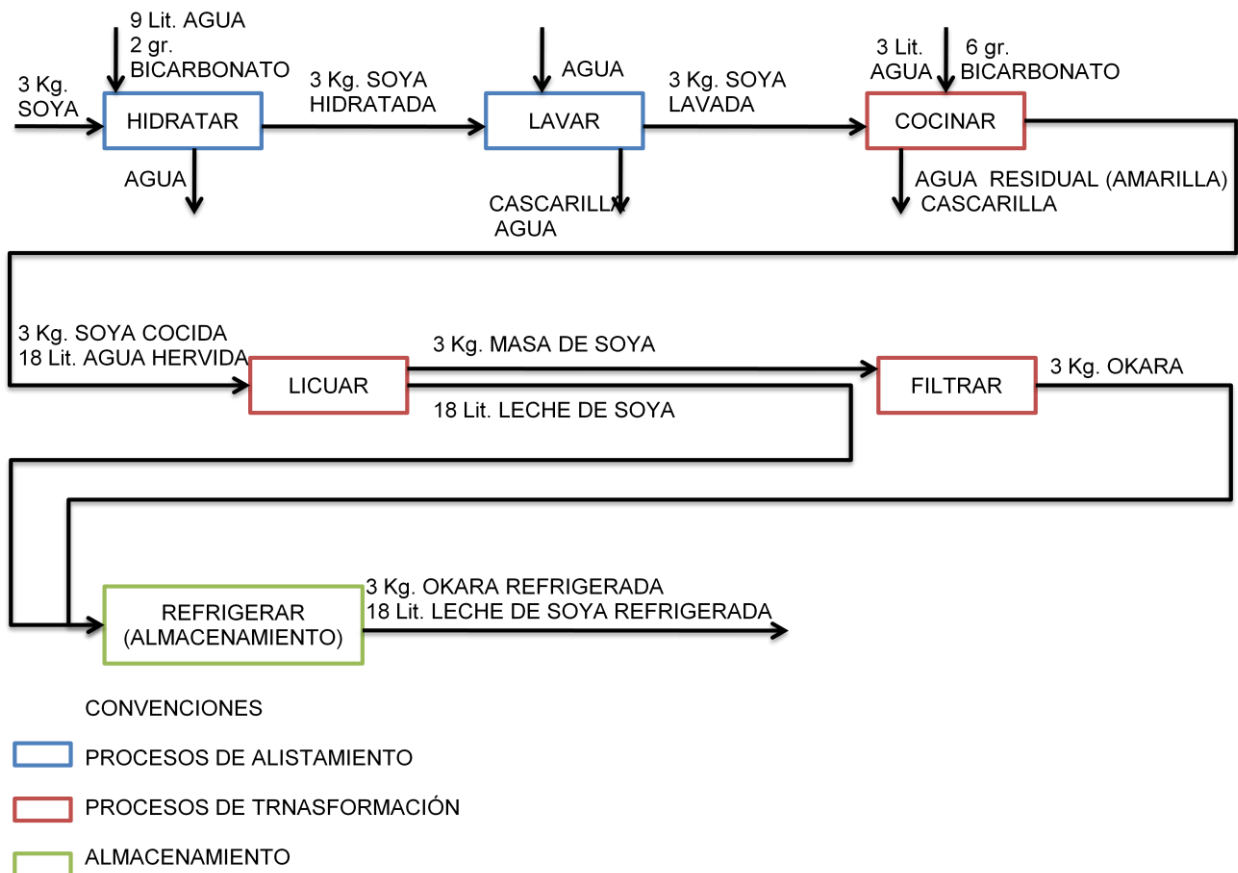 9 Lit. AGUA
2 gr.
BICARBONATO
3 Kg.
SOYA
HIDRATAR
AGUA
3 Kg. SOYA
HIDRATADA
AGUA
LAVAR
CASCARILLA
AGUA
3 Kg. SOYA
LAVADA
3 Lit.
AGUA
6 gr.
BICARBONATO
COCINAR
AGUA RESIDUAL (AMARILLA)
CASCARILLA
3 Kg. SOYA COCIDA
18 Lit. AGUA HERVIDA
LICUAR
3 Kg. MASA DE SOYA
18 Lit. LECHE DE SOYA
FILTRAR
3 Kg. OKARA
REFRIGERAR
(ALMACENAMIENTO)
3 Kg. OKARA REFRIGERADA
18 Lit. LECHE DE SOYA REFRIGERADA
CONVENCIONES
PROCESOS DE ALISTAMIENTO
PROCESOS DE TRNASFORMACIÓN
ALMACENAMIENTO